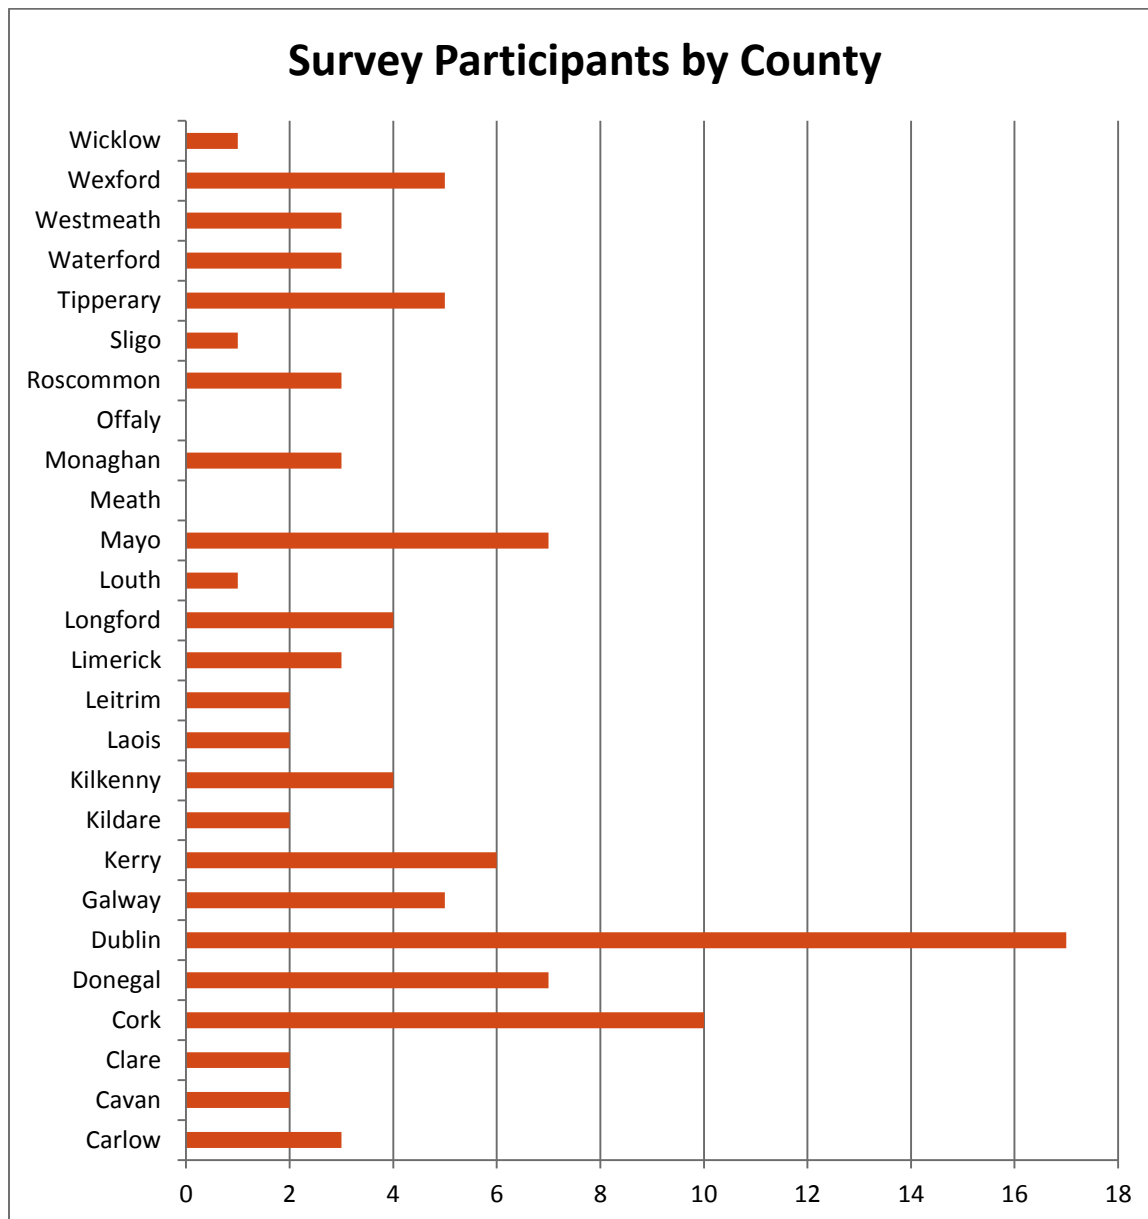 Survey Participants by County
Wicklow
Wexford
Westmeath
Waterford
Tipperary
Sligo
Roscommon
Offaly
Monaghan
Meath
Mayo
Louth
Longford
Limerick
Leitrim
Laois
Kilkenny
Kildare
Kerry
Galway
Dublin
Donegal
Cork
Clare
Cavan
Carlow
0 2 4 6 8 10 12 14 16 18